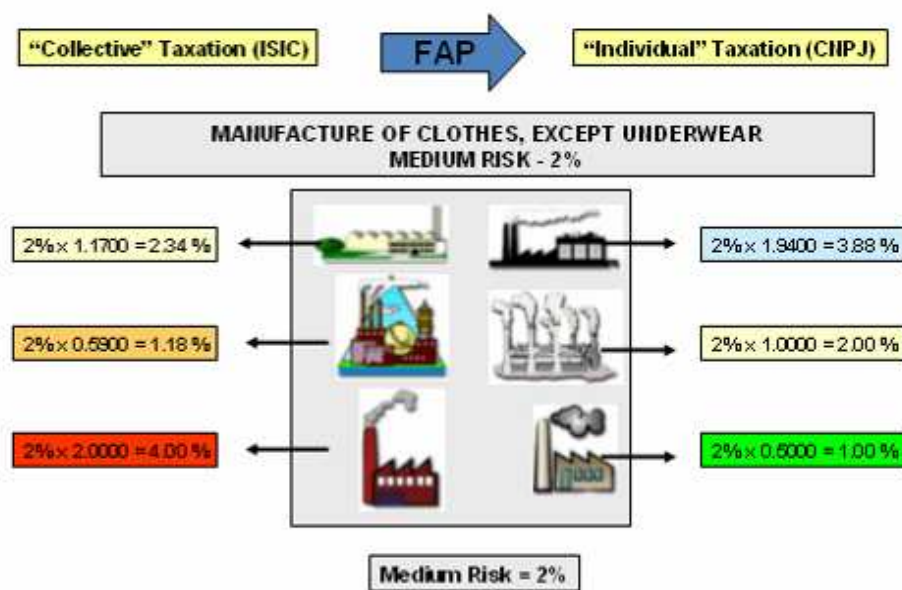 “Collective” Taxation (ISIC)
FAP
“Individual” Taxation (CNPJ)
MANUFACTURE OF CLOTHES, EXCEPT UNDERWEAR
MEDIUM RISK - 2%
2% x 1.1700 = 2.34 %
2% x 1.9400 = 3.88 %
2% x 0.5900 = 1.18 %
2% x 1.0000 = 2.00 %
2% x 2.0000 = 4.00 %
2% x 0.5000 = 1.00 %
Medium Risk = 2%